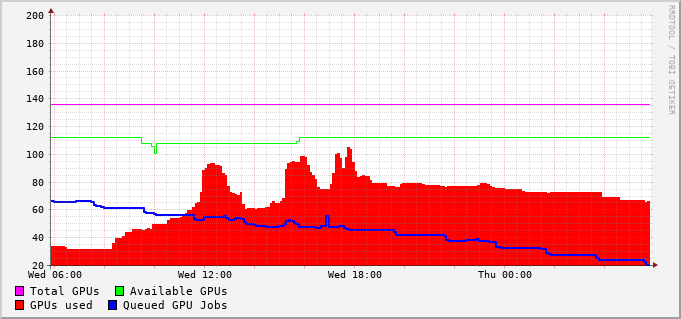 200
180
160
140
120
100
80
60
40
20
Wed 06:00 Wed 12:00 Wed 18:00 Thu 00:00
Total GPUs Available GPUs
GPUs used Queued GPU Jobs
RRDTOOL / TOBI OETIKER